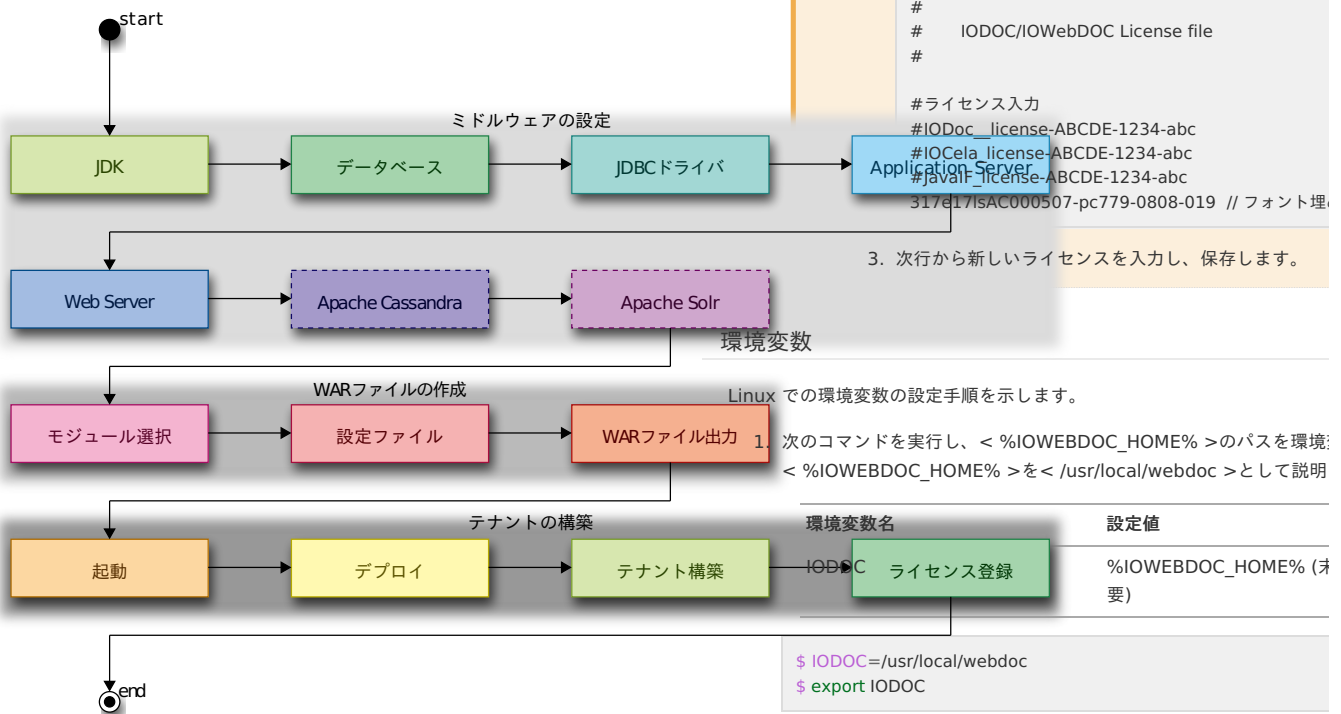 start
ミドルウェアの設定
JDK
データベース
JDBCドライバ
Application Server
Web Server
Apache Cassandra
Apache Solr
WARファイルの作成
モジュール選択
設定ファイル
WARファイル出力
テナントの構築
起動
デプロイ
テナント構築
ライセンス登録
end
#
# IODOC/IOWebDOC License file
#
#ライセンス入力
#IODoc__license-ABCDE-1234-abc
#IOCela_license-ABCDE-1234-abc
#JavaIF_license-ABCDE-1234-abc
317e17lsAC000507-pc779-0808-019 // フォント埋
3. 次行から新しいライセンスを入力し、保存します。
環境変数
Linux での環境変数の設定手順を示します。
1. 次のコマンドを実行し、< %IOWEBDOC_HOME% >のパスを環境
< %IOWEBDOC_HOME% >を< /usr/local/webdoc >として説明
環境変数名 設定値
IODOC %IOWEBDOC_HOME% (末
要)
$ IODOC=/usr/local/webdoc
$ export IODOC